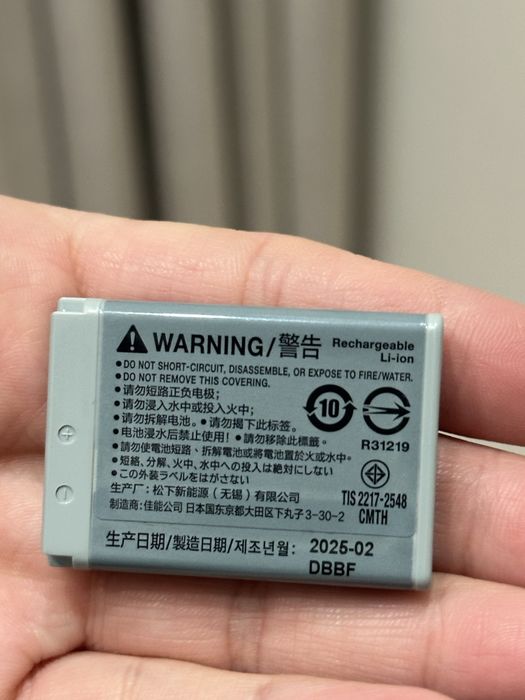 WARNING/警告 Rechargeable Li-ion
•DO NOT SHORT-CIRCUIT, DISASSEMBLE, OR EXPOSE TO FIRE/WATER.
•DO NOT REMOVE THIS COVERING.
•请勿短路正负电极；
•请勿浸入水中或投入火中；
•请勿拆解电池。•请勿揭下此标签。
•电池浸水后禁止使用！•請勿移除此標籤。
•請勿使電池短路、拆解電池或將電池置於火或水中。
•短絡、分解、火中、水中への投入は絶対にしない
•この外装ラベルをはがさない
10
R31219
生产厂: 松下新能源（无锡）有限公司
制造商: 佳能公司 日本国东京都大田区下丸子3-30-2
TIS 2217-2548
CMTH
生产日期/製造日期/제조년월: 2025-02
DBBF
+
−